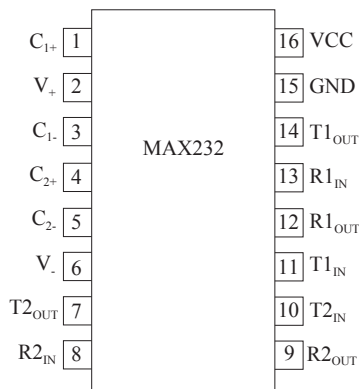 C1+ 1 16 VCC
V+ 2 15 GND
C1- 3 14 T1OUT
MAX232
C2+ 4 13 R1IN
C2- 5 12 R1OUT
V- 6 11 T1IN
T2OUT 7 10 T2IN
R2IN 8 9 R2OUT